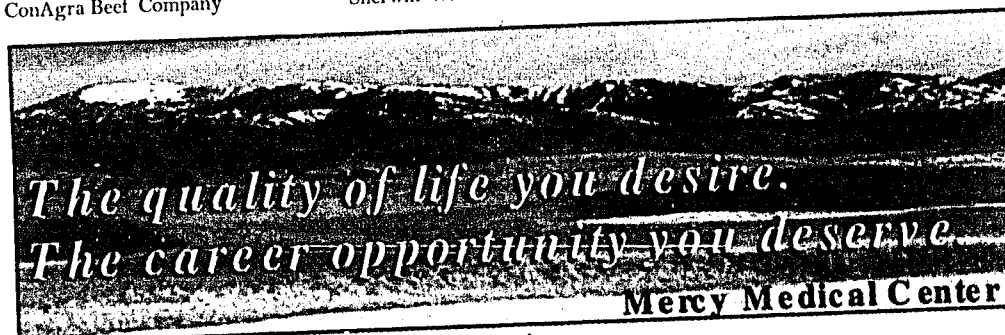 ConAgra Beef Company
The quality of life you desire.
The career opportunity you deserve.
Mercy Medical Center